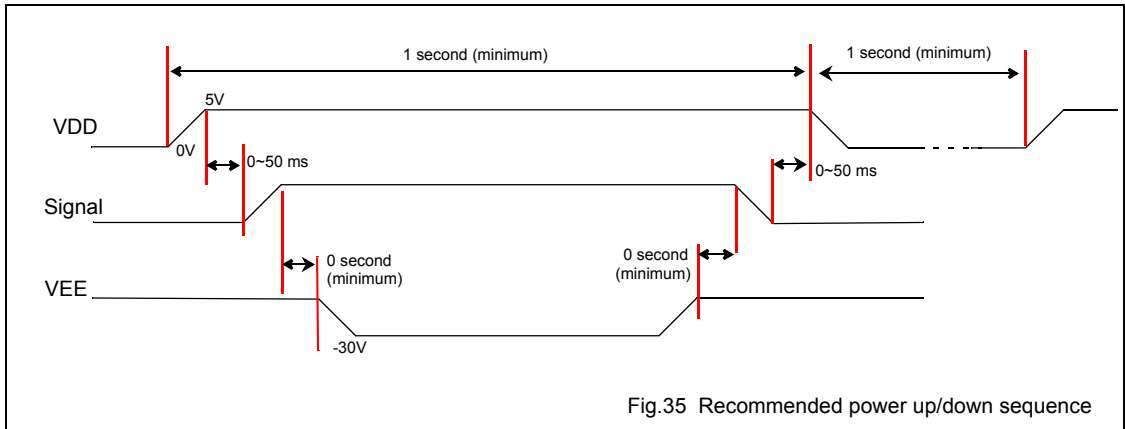 1 second (minimum)
1 second (minimum)
5V
VDD
0V
0~50 ms
0~50 ms
Signal
0 second
(minimum)
0 second
(minimum)
VEE
-30V
Fig.35 Recommended power up/down sequence